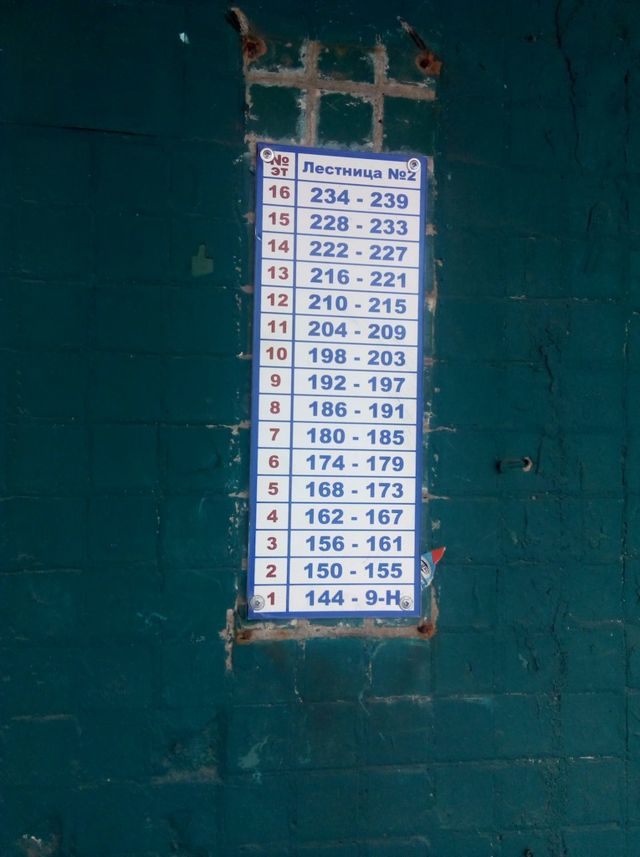 № эт Лестница №2
16 234 - 239
15 228 - 233
14 222 - 227
13 216 - 221
12 210 - 215
11 204 - 209
10 198 - 203
9 192 - 197
8 186 - 191
7 180 - 185
6 174 - 179
5 168 - 173
4 162 - 167
3 156 - 161
2 150 - 155
1 144 - 9-Н